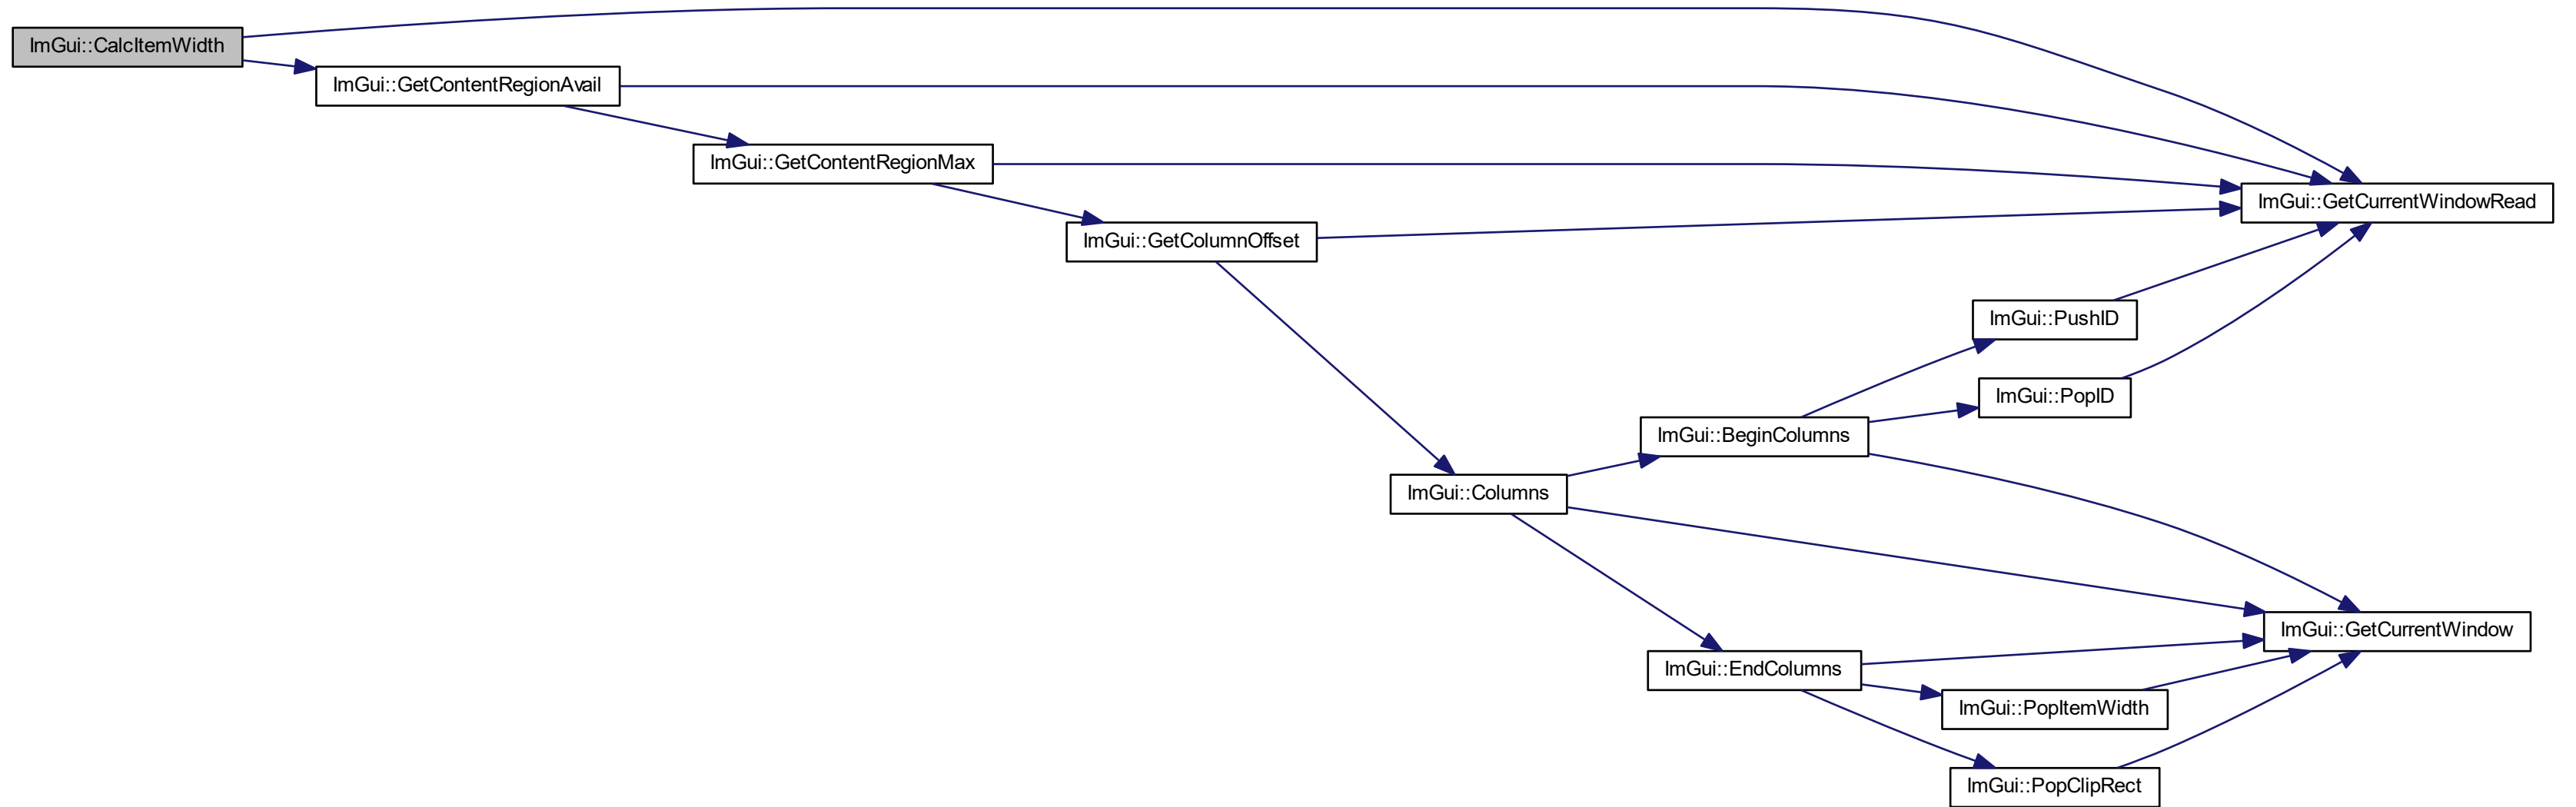 ImGui::CalcItemWidth
ImGui::GetContentRegionAvail
ImGui::GetContentRegionMax
ImGui::GetCurrentWindowRead
ImGui::GetColumnOffset
ImGui::PushID
ImGui::PopID
ImGui::BeginColumns
ImGui::Columns
ImGui::GetCurrentWindow
ImGui::EndColumns
ImGui::PopItemWidth
ImGui::PopClipRect